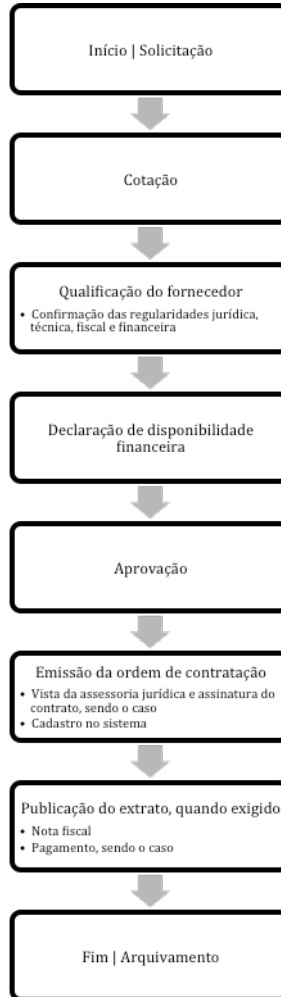 Início | Solicitação
Cotação
Qualificação do fornecedor
• Confirmação das regularidades jurídica,
técnica, fiscal e financeira
Declaração de disponibilidade
financeira
Aprovação
Emissão da ordem de contratação
• Vista da assessoria jurídica e assinatura do
contrato, sendo o caso
• Cadastro no sistema
Publicação do extrato, quando exigido
• Nota fiscal
• Pagamento, sendo o caso
Fim | Arquivamento